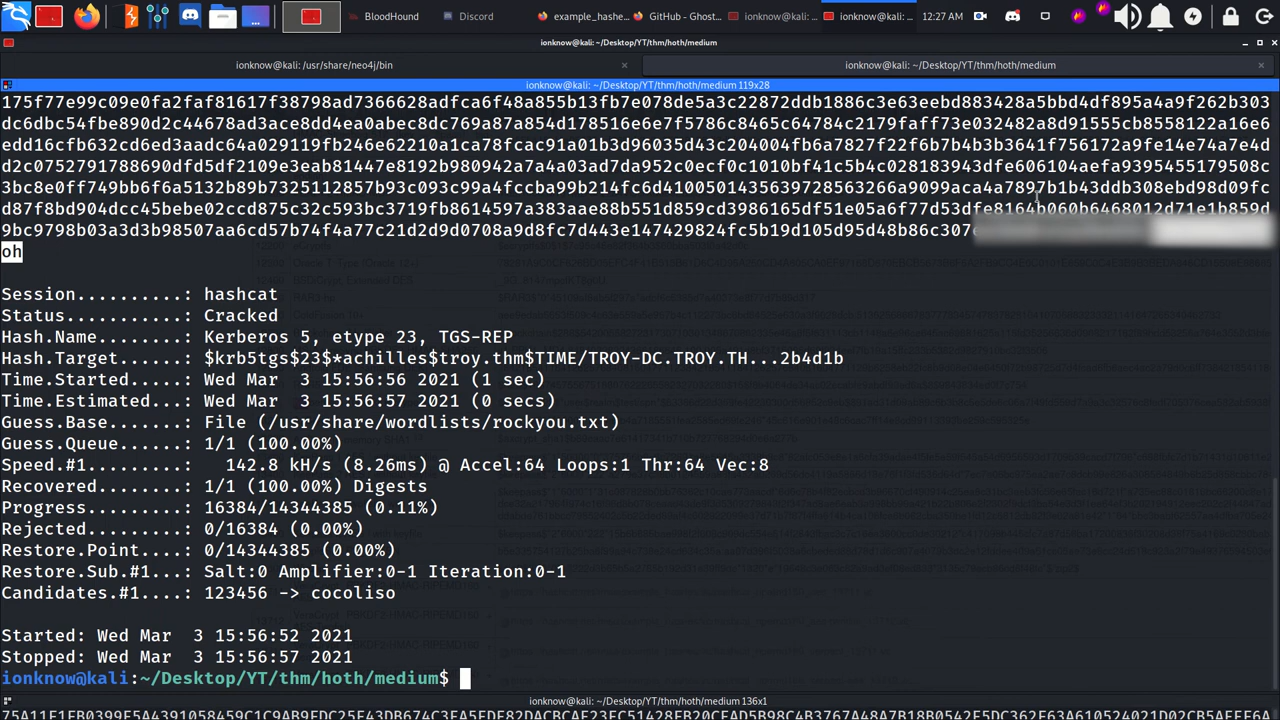 BloodHound
Discord
example_hashe...
GitHub - Ghost...
ionknow@kali: ...
ionknow@kali: ...
12:27 AM
ionknow@kali: ~/Desktop/YT/thm/hoth/medium
ionknow@kali: /usr/share/neo4j/bin
ionknow@kali: ~/Desktop/YT/thm/hoth/medium
ionknow@kali: ~/Desktop/YT/thm/hoth/medium 119x28
175f77e99c09e0fa2faf81617f38798ad7366628adfca6f48a855b13fb7e078de5a3c22872ddb1886c3e63eebd883428a5bbd4df895a4a9f262b303
dc6dbc54fbe890d2c44678ad3ace8dd4ea0abec8dc769a87a854d178516e6e7f5786c8465c64784c2179faff73e032482a8d91555cb8558122a16e6
edd16cfb632cd6ed3aadc64a029119fb246e62210a1ca78fcac91a01b3d96035d43c204004fb6a7827f22f6b7b4b3b3641f756172a9fe14e74a7e4d
d2c0752791788690dfd5df2109e3eab81447e8192b980942a7a4a03ad7da952c0ecf0c1010bf41c5b4c028183943dfe606104aefa9395455179508c
3bc8e0ff749bb6f6a5132b89b7325112857b93c093c99a4fccba99b214fc6d4100501435639728563266a9099aca4a7897b1b43ddb308ebd98d09fc
d87f8bd904dcc45bebe02ccd875c32c593bc3719fb8614597a383aae88b551d859cd3986165df51e05a6f77d53dfe8164b060b6468012d71e1b859d
9bc9798b03a3d3b98507aa6cd57b74f4a77c21d2d9d0708a9d8fc7d443e147429824fc5b19d105d95d48b86c307e
oh
Session..........: hashcat
Status...........: Cracked
Hash.Name........: Kerberos 5, etype 23, TGS-REP
Hash.Target......: $krb5tgs$23$*achilles$troy.thm$TIME/TROY-DC.TROY.TH...2b4d1b
Time.Started.....: Wed Mar  3 15:56:56 2021 (1 sec)
Time.Estimated...: Wed Mar  3 15:56:57 2021 (0 secs)
Guess.Base.......: File (/usr/share/wordlists/rockyou.txt)
Guess.Queue......: 1/1 (100.00%)
Speed.#1.........:   142.8 kH/s (8.26ms) @ Accel:64 Loops:1 Thr:64 Vec:8
Recovered........: 1/1 (100.00%) Digests
Progress.........: 16384/14344385 (0.11%)
Rejected.........: 0/16384 (0.00%)
Restore.Point....: 0/14344385 (0.00%)
Restore.Sub.#1...: Salt:0 Amplifier:0-1 Iteration:0-1
Candidates.#1....: 123456 -> cocoliso
Started: Wed Mar  3 15:56:52 2021
Stopped: Wed Mar  3 15:56:57 2021
ionknow@kali:~/Desktop/YT/thm/hoth/medium$
ionknow@kali: ~/Desktop/YT/thm/hoth/medium 136x1